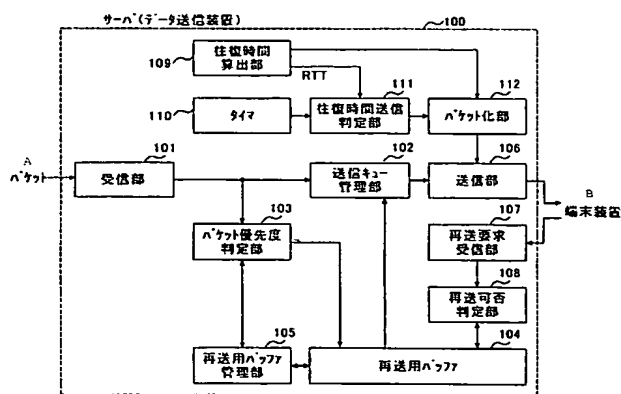 サーバ(データ送信装置)
100
109
往復時間
算出部
RTT
111
112
110
タイマ
往復時間送信
判定部
パケット化部
A
パケット
101
受信部
102
送信キュー
管理部
106
送信部
B
端末装置
103
パケット優先度
判定部
107
再送要求
受信部
108
再送可否
判定部
105
再送用バッファ
管理部
104
再送用バッファ